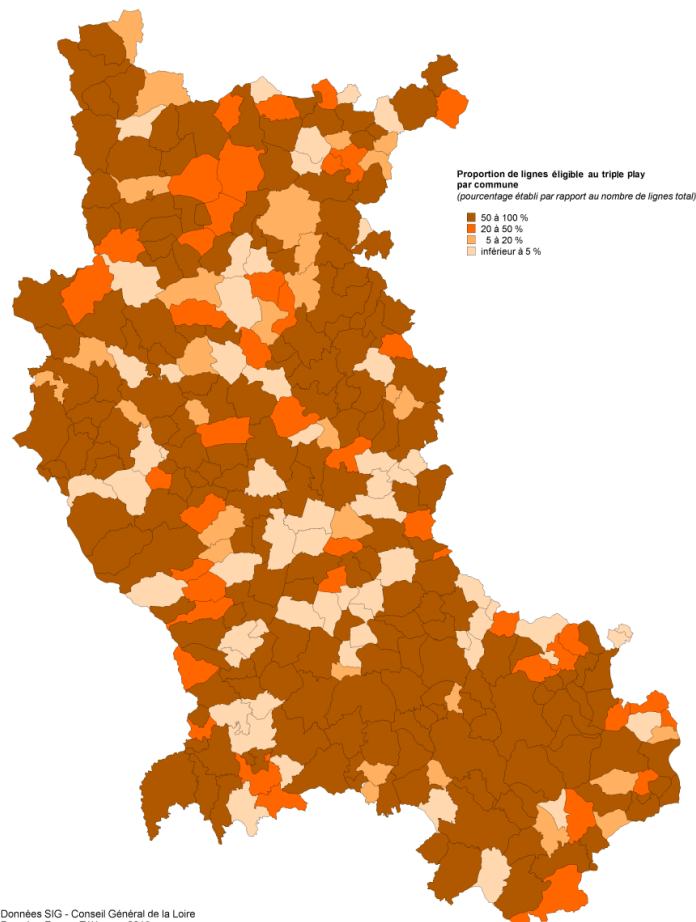 Proportion de lignes éligible au triple play
par commune
(pourcentage établi par rapport au nombre de lignes total)
50 à 100 %
20 à 50 %
5 à 20 %
inférieur à 5 %
Données SIG - Conseil Général de la Loire